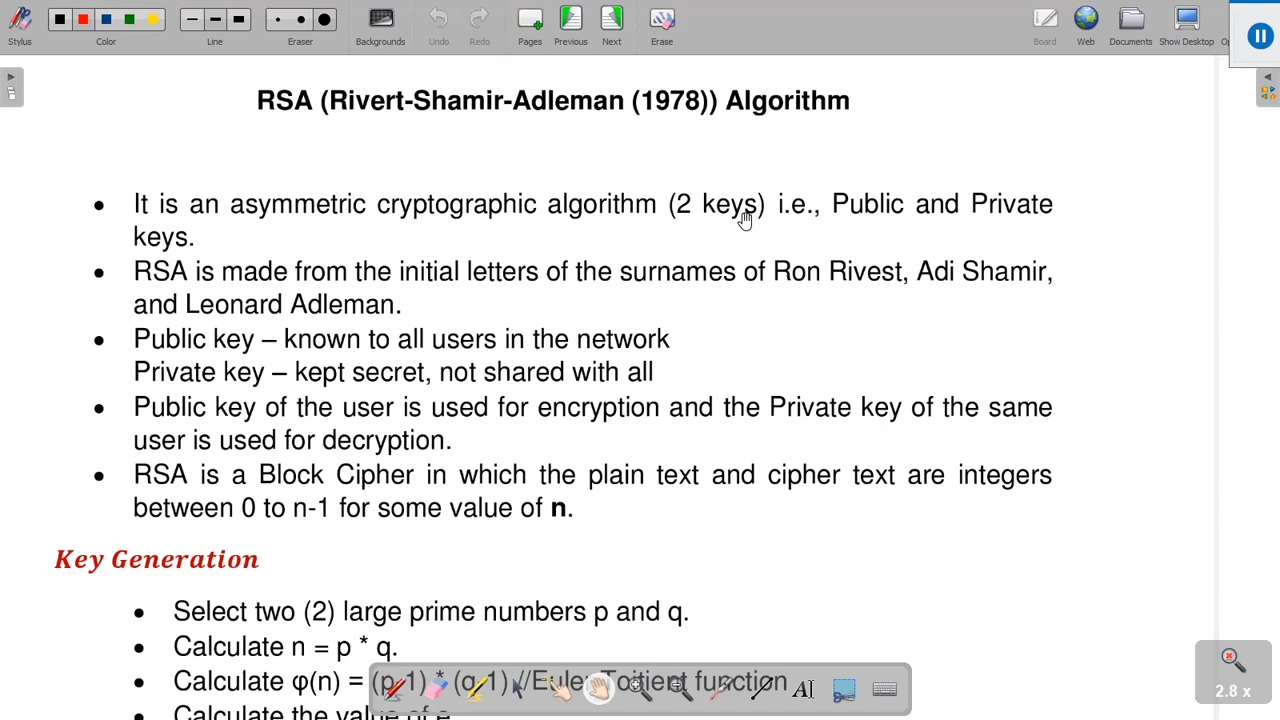 Stylus
Color
Line
Eraser
Backgrounds
Undo
Redo
Pages
Previous
Next
Erase
Board
Web
Documents
Show Desktop
RSA (Rivert-Shamir-Adleman (1978)) Algorithm
• It is an asymmetric cryptographic algorithm (2 keys) i.e., Public and Private
keys.
• RSA is made from the initial letters of the surnames of Ron Rivest, Adi Shamir,
and Leonard Adleman.
• Public key – known to all users in the network
Private key – kept secret, not shared with all
• Public key of the user is used for encryption and the Private key of the same
user is used for decryption.
• RSA is a Block Cipher in which the plain text and cipher text are integers
between 0 to n-1 for some value of n.
Key Generation
• Select two (2) large prime numbers p and q.
• Calculate n = p * q.
• Calculate φ(n) = (p-1) * (q-1) //Euler Toitient function
• Calculate the value of e
2.8 x